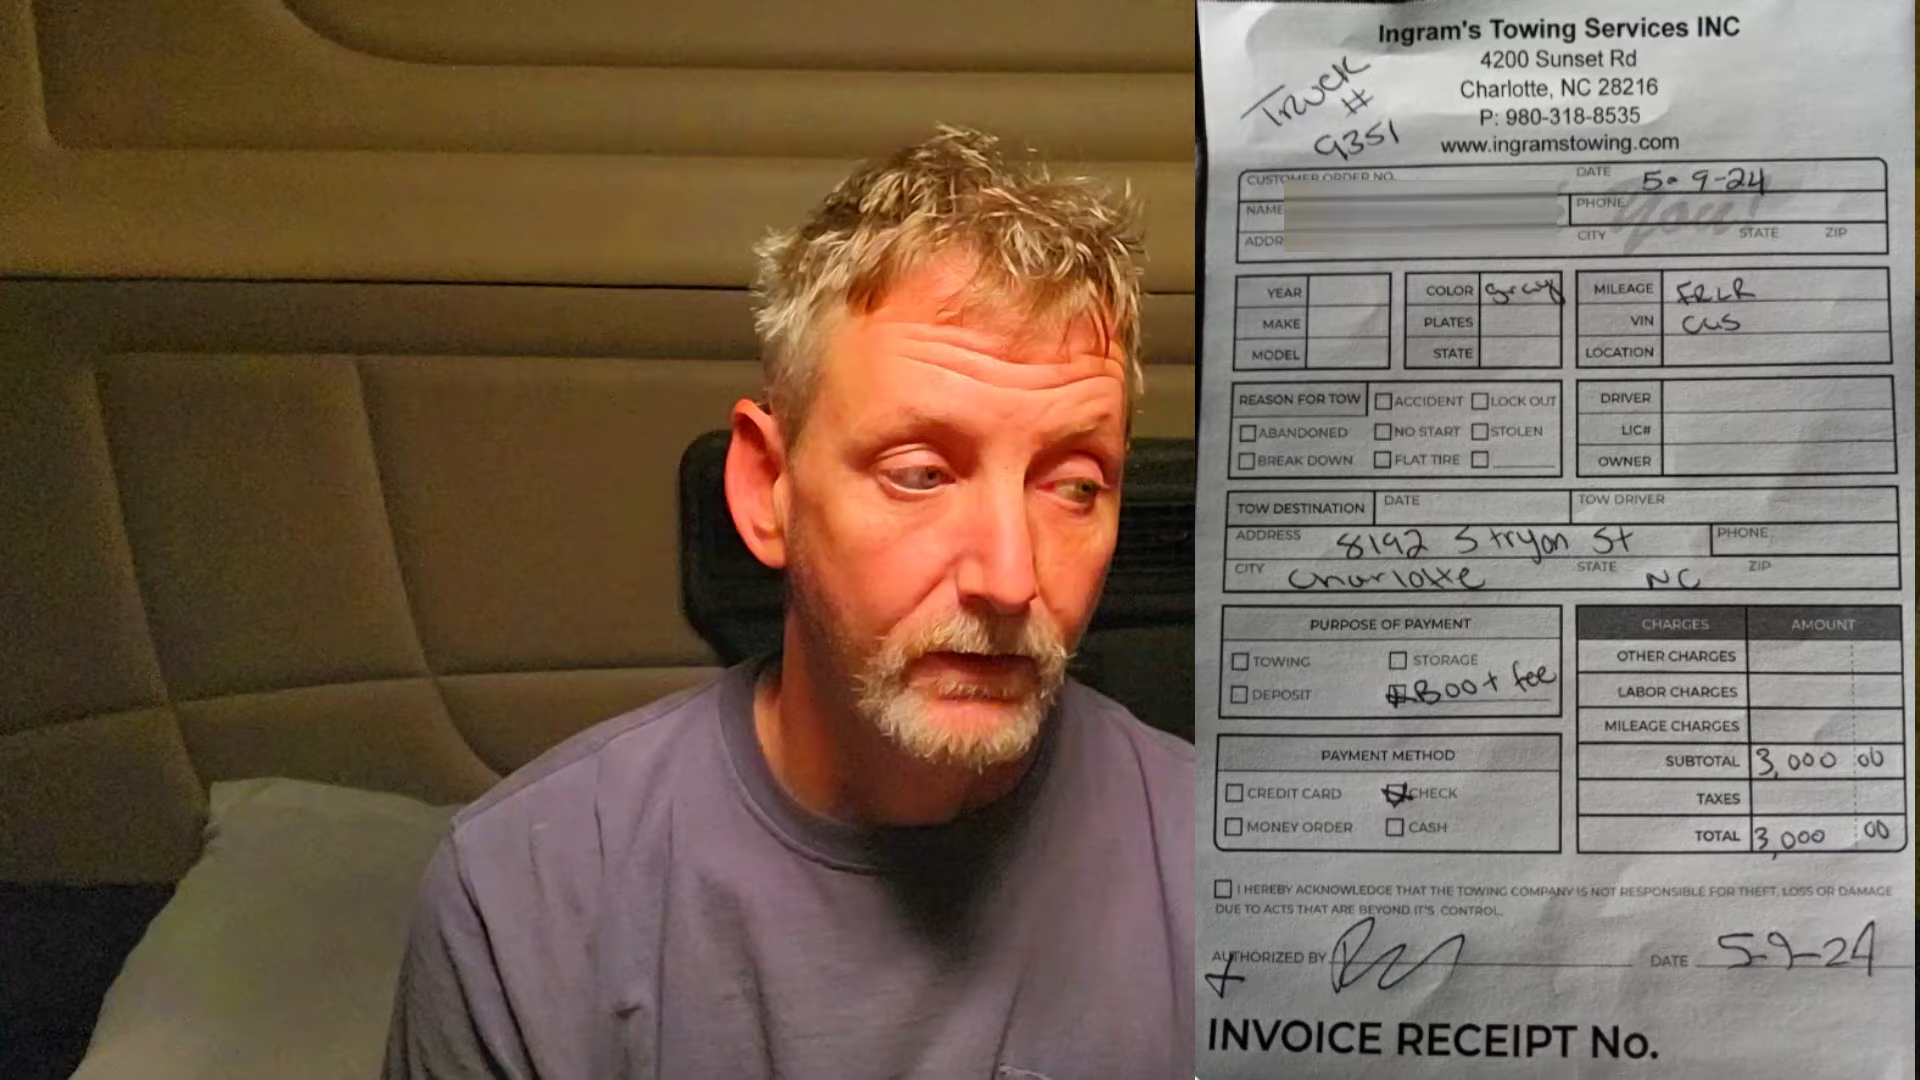 Ingram's Towing Services INC
4200 Sunset Rd
Charlotte, NC 28216
P: 980-318-8535
www.ingramstowing.com
Truck
#
9351
CUSTOMER ORDER NO.
DATE 5-9-24
NAME
PHONE You!
ADDR
CITY STATE ZIP
YEAR
MAKE
MODEL
COLOR gray
PLATES
STATE
MILEAGE FRLR
VIN CUS
LOCATION
REASON FOR TOW ACCIDENT LOCK OUT
ABANDONED NO START STOLEN
BREAK DOWN FLAT TIRE
DRIVER
LIC#
OWNER
TOW DESTINATION DATE TOW DRIVER
ADDRESS 8192 S tryon St PHONE
CITY Charlotte STATE NC ZIP
PURPOSE OF PAYMENT
TOWING STORAGE
DEPOSIT Boot fee
CHARGES AMOUNT
OTHER CHARGES
LABOR CHARGES
MILEAGE CHARGES
SUBTOTAL 3,000 00
TAXES
TOTAL 3,000 00
PAYMENT METHOD
CREDIT CARD CHECK
MONEY ORDER CASH
I HEREBY ACKNOWLEDGE THAT THE TOWING COMPANY IS NOT RESPONSIBLE FOR THEFT, LOSS OR DAMAGE
DUE TO ACTS THAT ARE BEYOND IT'S CONTROL.
AUTHORIZED BY DATE 5-9-24
INVOICE RECEIPT No.